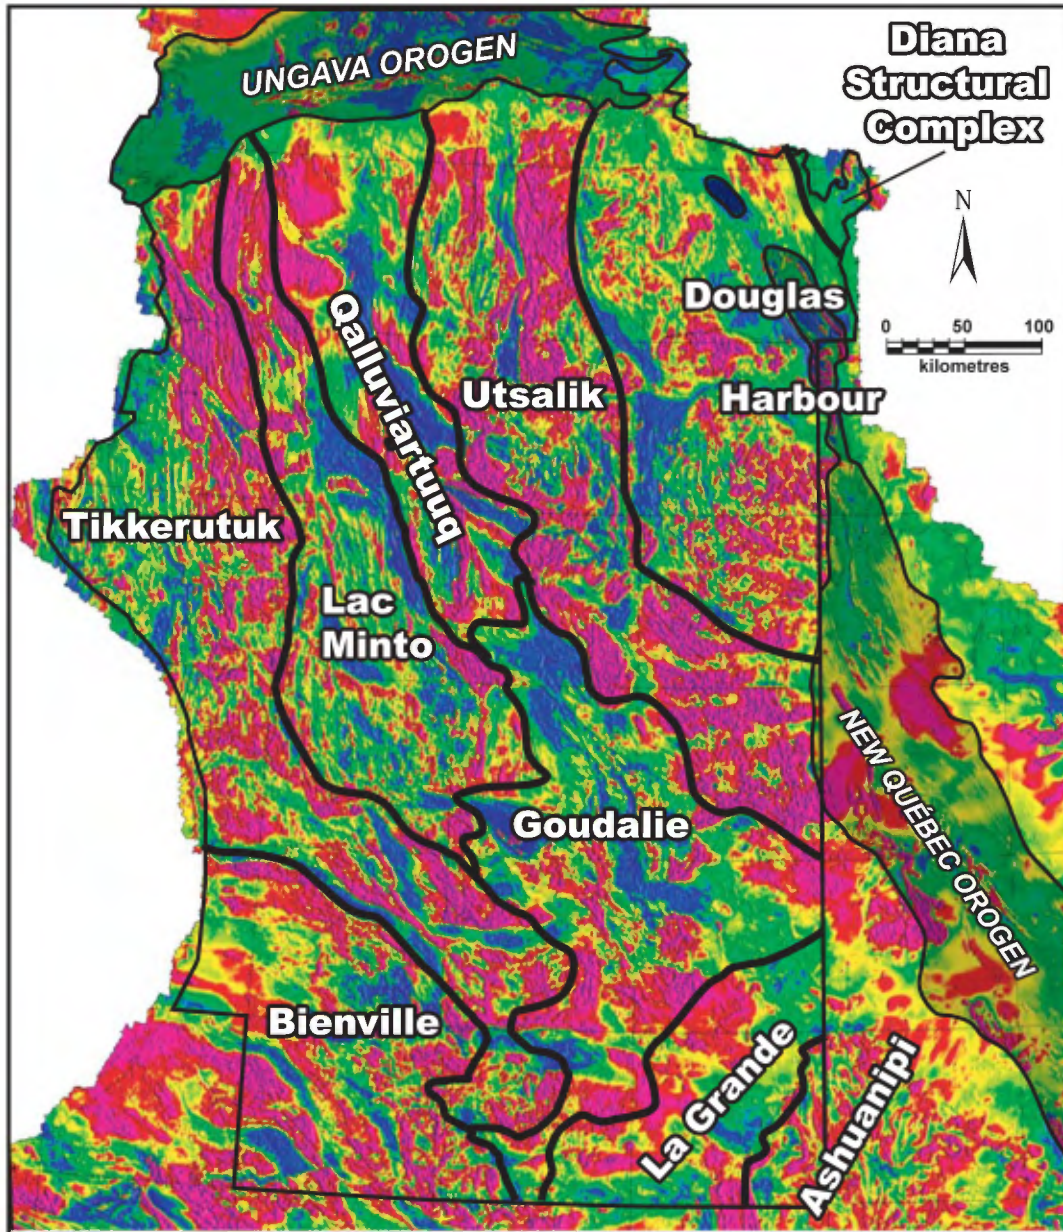 UNGAVA OROGEN
Diana
Structural
Complex
N
Douglas
0 50 100
kilometres
Qalluviartuuq
Utsalik
Harbour
Tikkerutuk
Lac
Minto
NEW QUÉBEC OROGEN
Goudalie
Bienville
La Grande
Ashuanipi